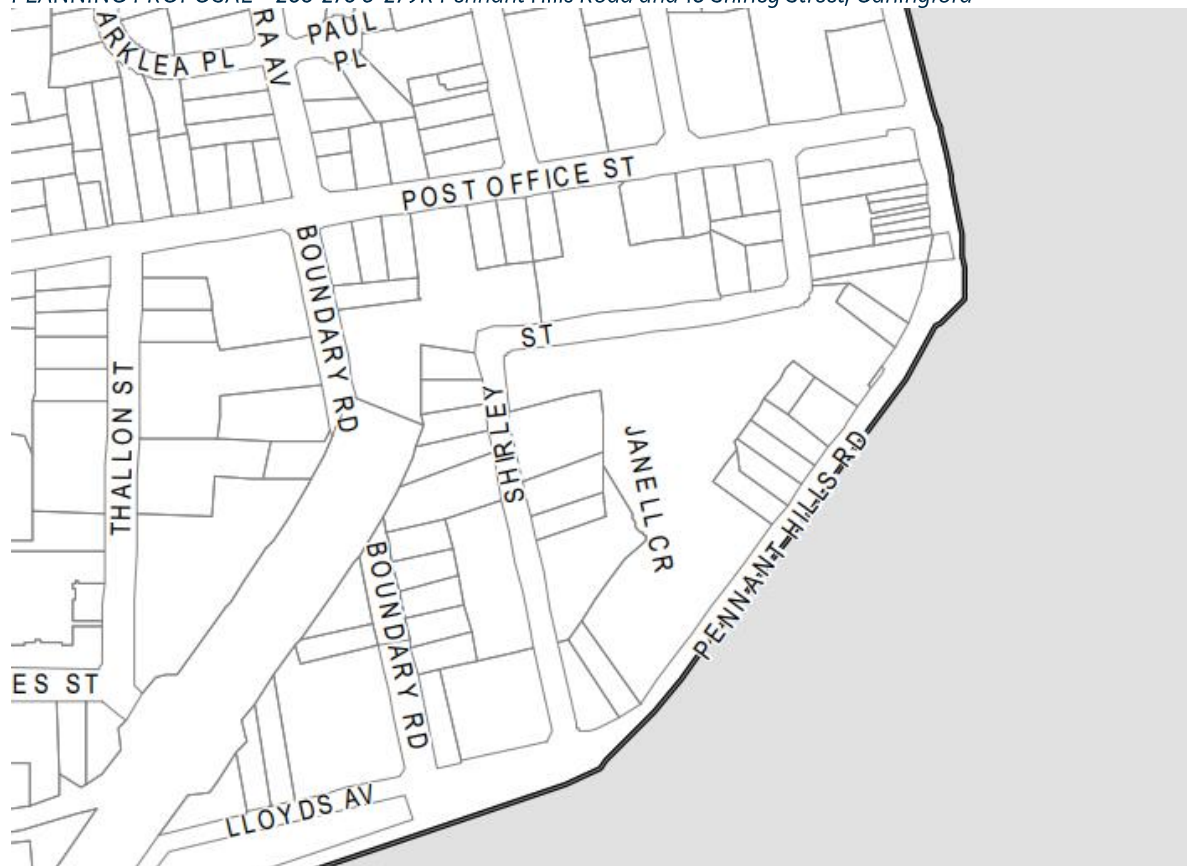 ARKLEA PL
RA AV
PAUL
PL
POST OFFICE ST
BOUNDARY RD
ST
SHIRLEY
THALLON ST
JANELL CR
PENNANT HILLS RD
BOUNDARY RD
ES ST
LLOYDS AV